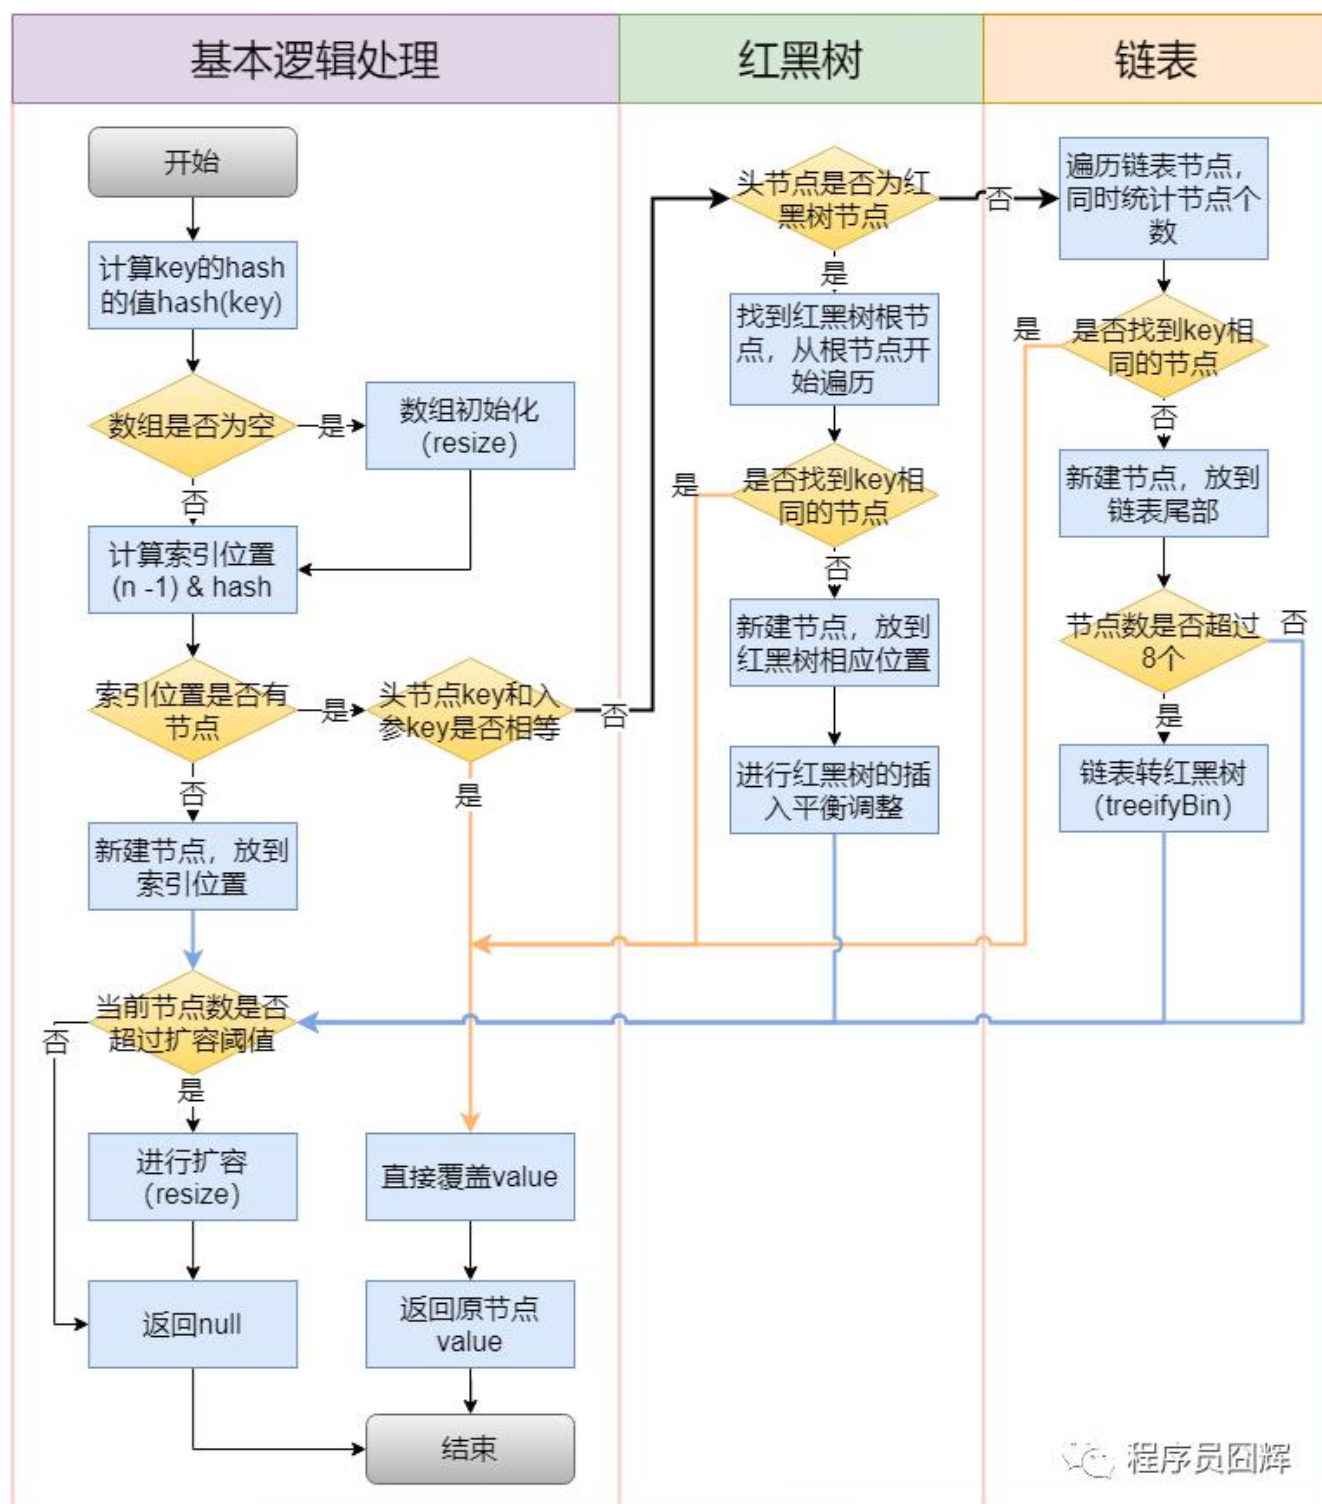 基本逻辑处理
红黑树
链表
开始
计算key的hash
的值hash(key)
数组是否为空
是
数组初始化
（resize）
否
计算索引位置
(n -1) & hash
索引位置是否有
节点
是
头节点key和入
参key是否相等
否
是
否
新建节点，放到
索引位置
当前节点数是否
超过扩容阈值
否
是
进行扩容
（resize）
直接覆盖value
返回null
返回原节点
value
结束
头节点是否为红
黑树节点
否
是
找到红黑树根节
点，从根节点开
始遍历
是
是否找到key相
同的节点
否
新建节点，放到
红黑树相应位置
进行红黑树的插
入平衡调整
遍历链表节点，
同时统计节点个
数
是
是否找到key相
同的节点
否
新建节点，放到
链表尾部
节点数是否超过
8个
否
是
链表转红黑树
(treeifyBin）
程序员囧辉